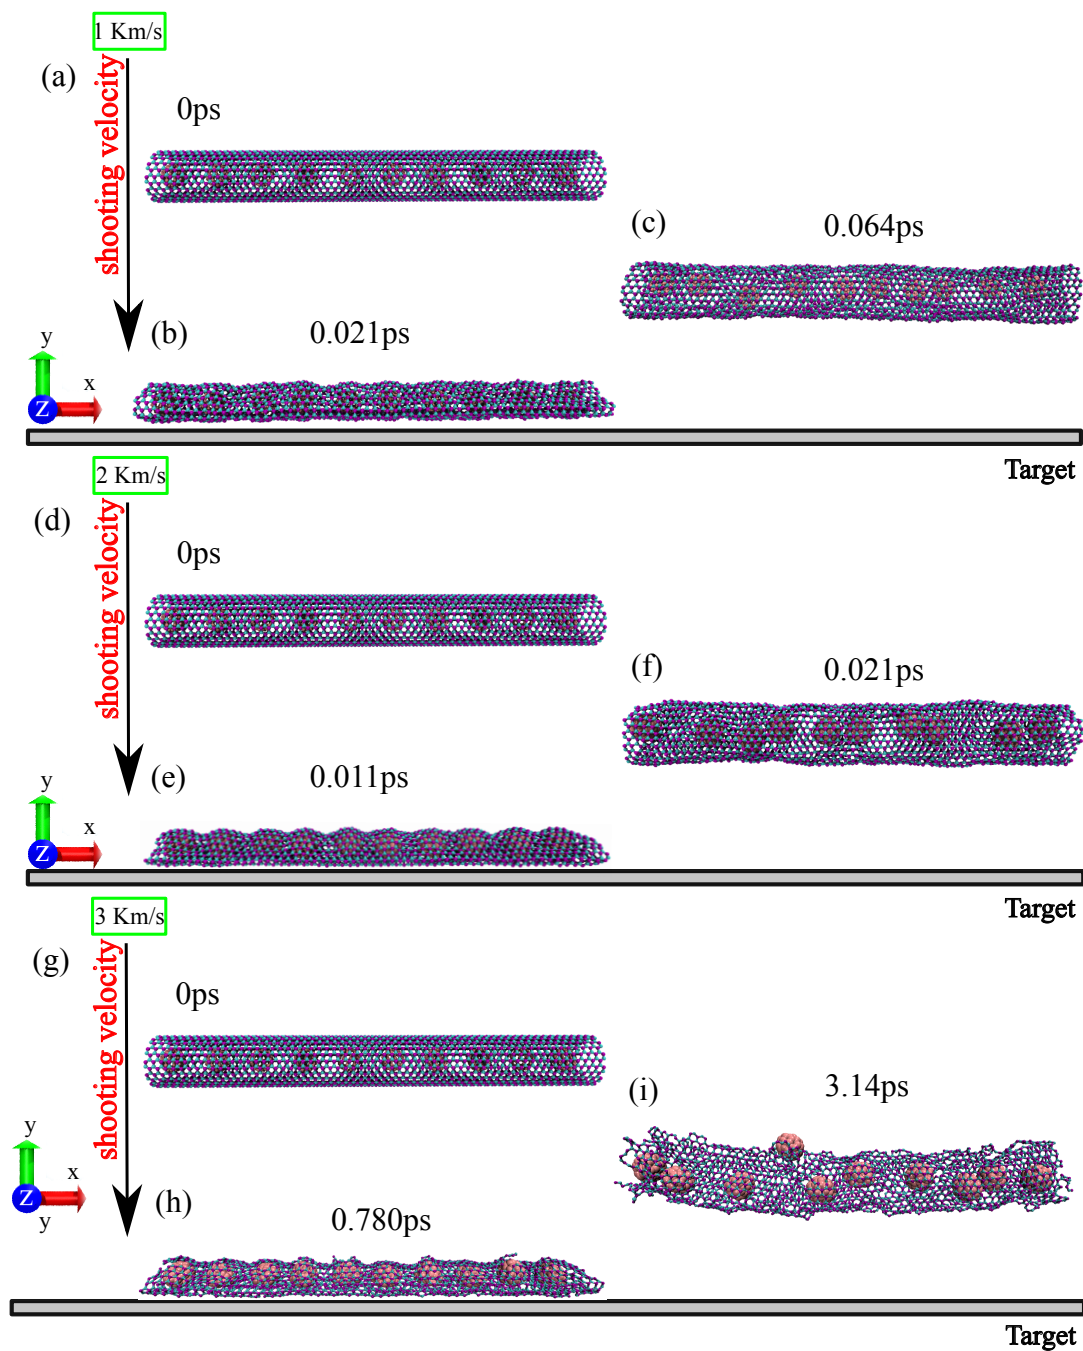 1 Km/s
(a)
shooting velocity
0ps
(c)
0.064ps
(b)
0.021ps
y
x
Z
Target
2 Km/s
(d)
shooting velocity
0ps
(f)
0.021ps
(e)
0.011ps
y
x
Z
Target
3 Km/s
(g)
shooting velocity
0ps
(i)
3.14ps
y
x
Z
y
(h)
0.780ps
Target